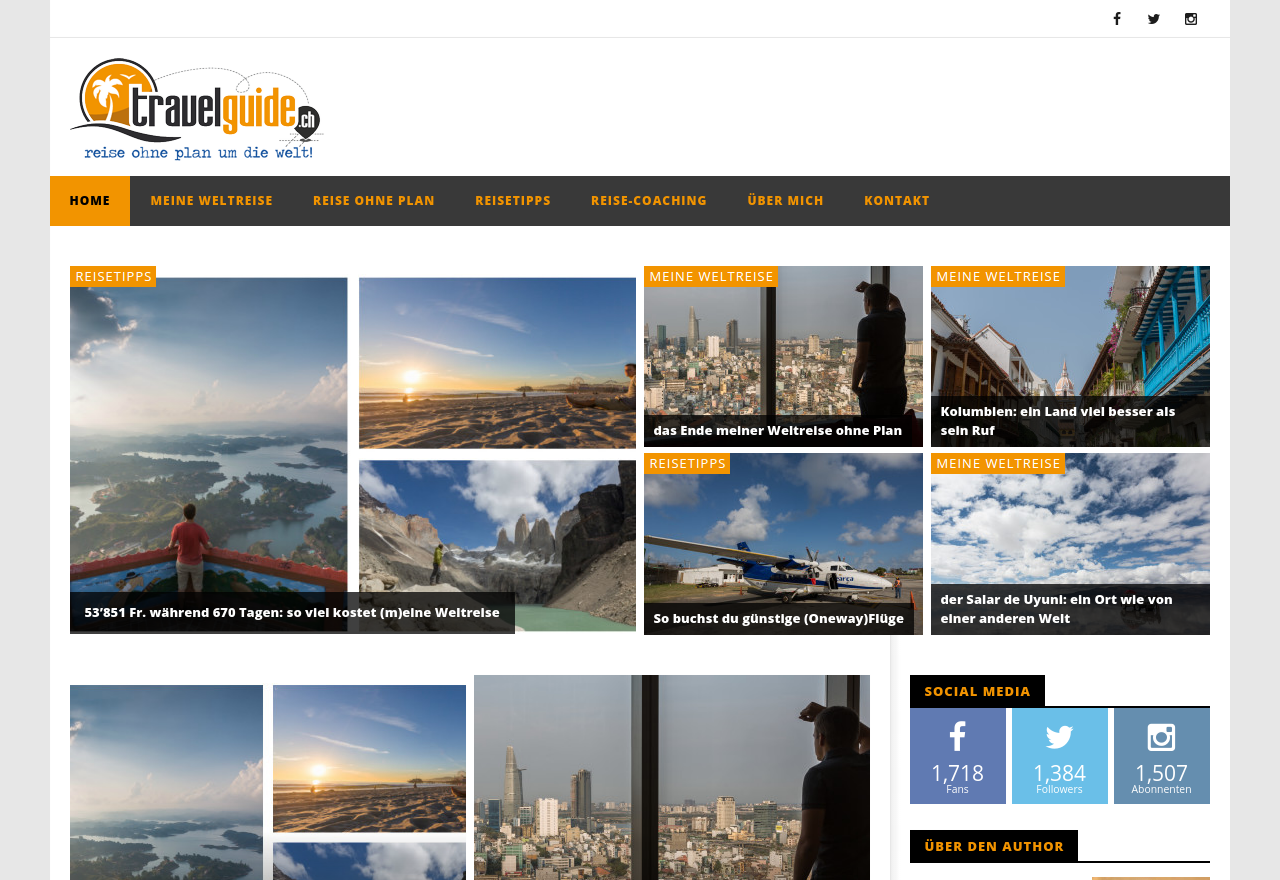 travelguide.ch
reise ohne plan um die welt!
HOME
MEINE WELTREISE
REISE OHNE PLAN
REISETIPPS
REISE-COACHING
ÜBER MICH
KONTAKT
REISETIPPS
53’851 Fr. während 670 Tagen: so viel kostet (m)eine Weltreise
MEINE WELTREISE
das Ende meiner Weltreise ohne Plan
MEINE WELTREISE
Kolumbien: ein Land viel besser als
sein Ruf
REISETIPPS
So buchst du günstige (Oneway)Flüge
MEINE WELTREISE
der Salar de Uyuni: ein Ort wie von
einer anderen Welt
SOCIAL MEDIA
1,718
Fans
1,384
Followers
1,507
Abonnenten
ÜBER DEN AUTHOR